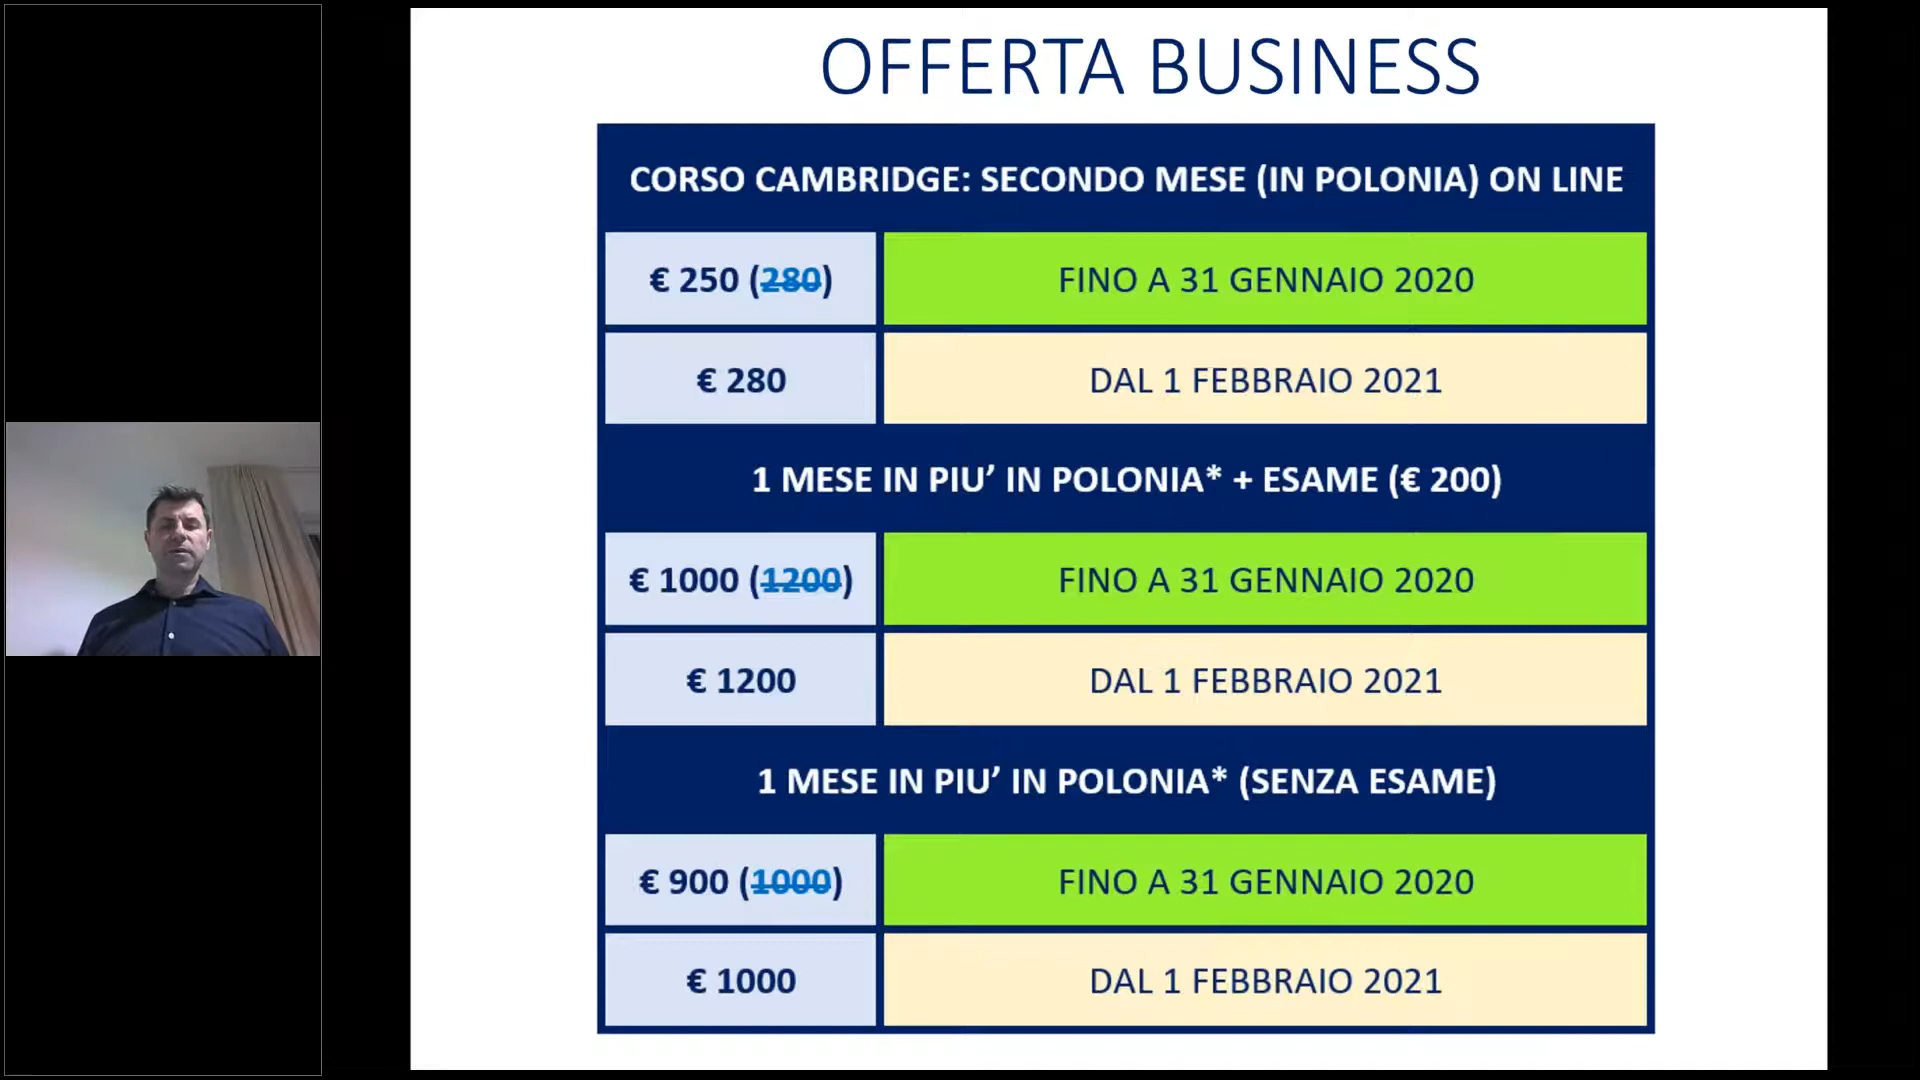 OFFERTA BUSINESS
CORSO CAMBRIDGE: SECONDO MESE (IN POLONIA) ON LINE
€ 250 (280) FINO A 31 GENNAIO 2020
€ 280 DAL 1 FEBBRAIO 2021
1 MESE IN PIU’ IN POLONIA* + ESAME (€ 200)
€ 1000 (1200) FINO A 31 GENNAIO 2020
€ 1200 DAL 1 FEBBRAIO 2021
1 MESE IN PIU’ IN POLONIA* (SENZA ESAME)
€ 900 (1000) FINO A 31 GENNAIO 2020
€ 1000 DAL 1 FEBBRAIO 2021